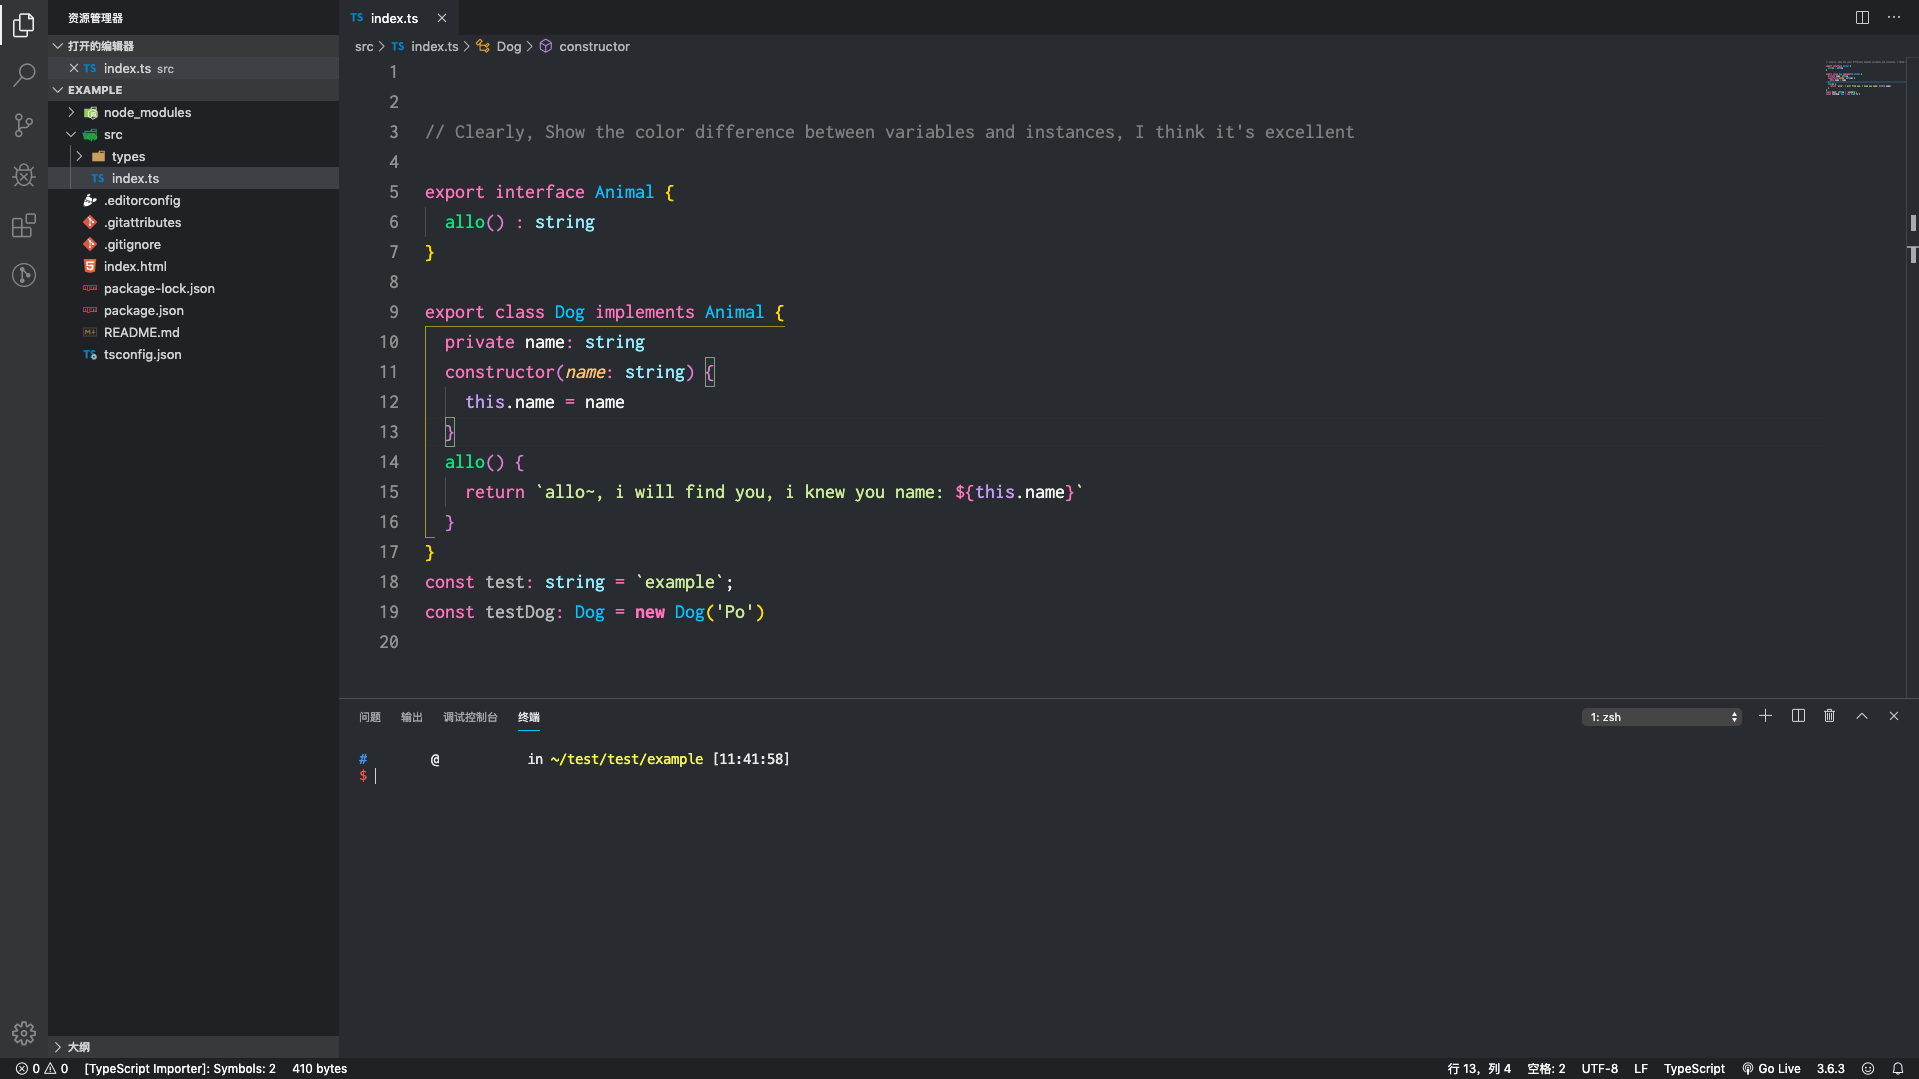 资源管理器
打开的编辑器
TS index.ts src
EXAMPLE
node_modules
src
types
TS index.ts
.editorconfig
.gitattributes
.gitignore
index.html
package-lock.json
package.json
README.md
TS tsconfig.json
大纲
TS index.ts
src > TS index.ts > Dog > constructor
1
2
3 // Clearly, Show the color difference between variables and instances, I think it's excellent
4
5 export interface Animal {
6 allo() : string
7 }
8
9 export class Dog implements Animal {
10 private name: string
11 constructor(name: string) {
12 this.name = name
13 }
14 allo() {
15 return `allo~, i will find you, i knew you name: ${this.name}`
16 }
17 }
18 const test: string = `example`;
19 const testDog: Dog = new Dog('Po')
20
问题 输出 调试控制台 终端 1: zsh
# @ in ~/test/test/example [11:41:58]
$
0 0 [TypeScript Importer]: Symbols: 2 410 bytes 行 13，列 4 空格: 2 UTF-8 LF TypeScript Go Live 3.6.3